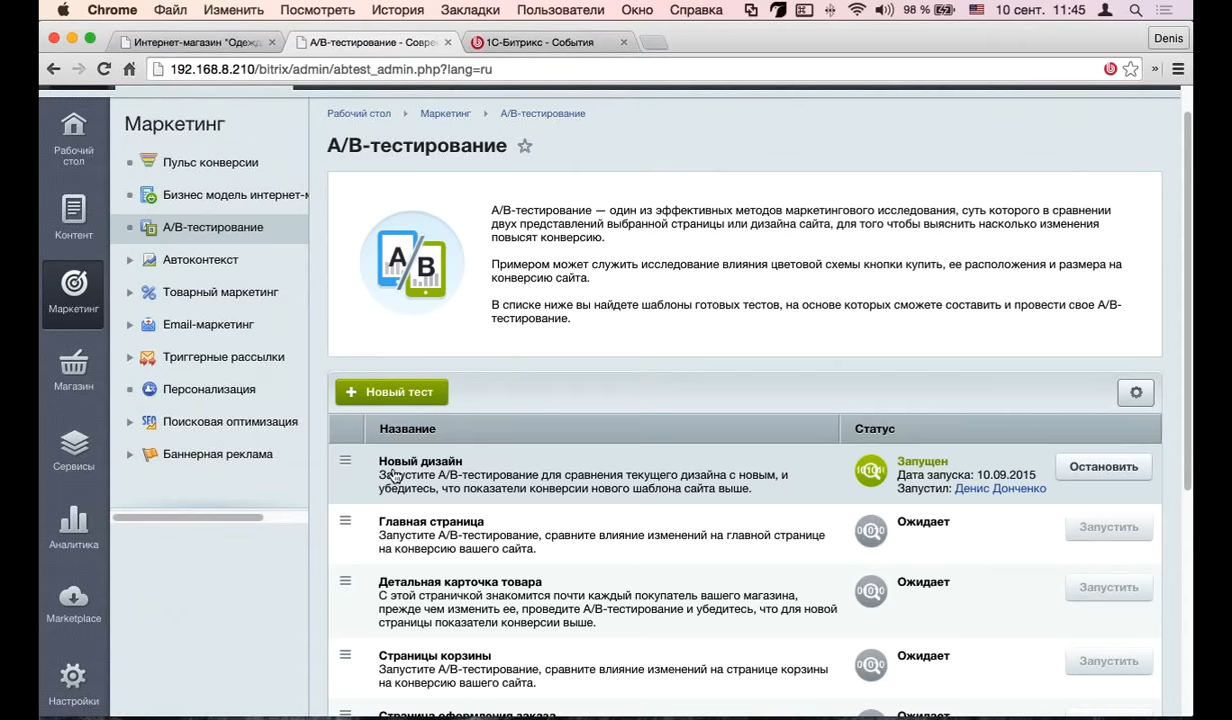 Chrome Файл Изменить Посмотреть История Закладки Пользователи Окно Справка 98 % 10 сент. 11:45
Интернет-магазин "Одежд × А/В-тестирование - Совре × 1С-Битрикс - События × Denis
192.168.8.210/bitrix/admin/abtest_admin.php?lang=ru »
Рабочий стол
Контент
Маркетинг
Магазин
Сервисы
Аналитика
Marketplace
Настройки
Маркетинг
Пульс конверсии
Бизнес модель интернет-м
А/В-тестирование
Автоконтекст
Товарный маркетинг
Email-маркетинг
Триггерные рассылки
Персонализация
SEO Поисковая оптимизация
Баннерная реклама
Рабочий стол Маркетинг А/В-тестирование
А/В-тестирование
A/B
А/В-тестирование — один из эффективных методов маркетингового исследования, суть которого в сравнении
двух представлений выбранной страницы или дизайна сайта, для того чтобы выяснить насколько изменения
повысят конверсию.
Примером может служить исследование влияния цветовой схемы кнопки купить, ее расположения и размера на
конверсию сайта.
В списке ниже вы найдете шаблоны готовых тестов, на основе которых сможете составить и провести свое А/В-
тестирование.
+ Новый тест
Название Статус
Новый дизайн
Запустите А/В-тестирование для сравнения текущего дизайна с новым, и
убедитесь, что показатели конверсии нового шаблона сайта выше.
Запущен
Дата запуска: 10.09.2015
Запустил: Денис Донченко
Остановить
Главная страница
Запустите А/В-тестирование, сравните влияние изменений на главной странице
на конверсию вашего сайта.
Ожидает
Запустить
Детальная карточка товара
С этой страничкой знакомится почти каждый покупатель вашего магазина,
прежде чем изменить ее, проведите А/В-тестирование и убедитесь, что для новой
страницы показатели конверсии выше.
Ожидает
Запустить
Страницы корзины
Запустите А/В-тестирование, сравните влияние изменений на странице корзины
на конверсию вашего сайта.
Ожидает
Запустить
Страница оформления заказа